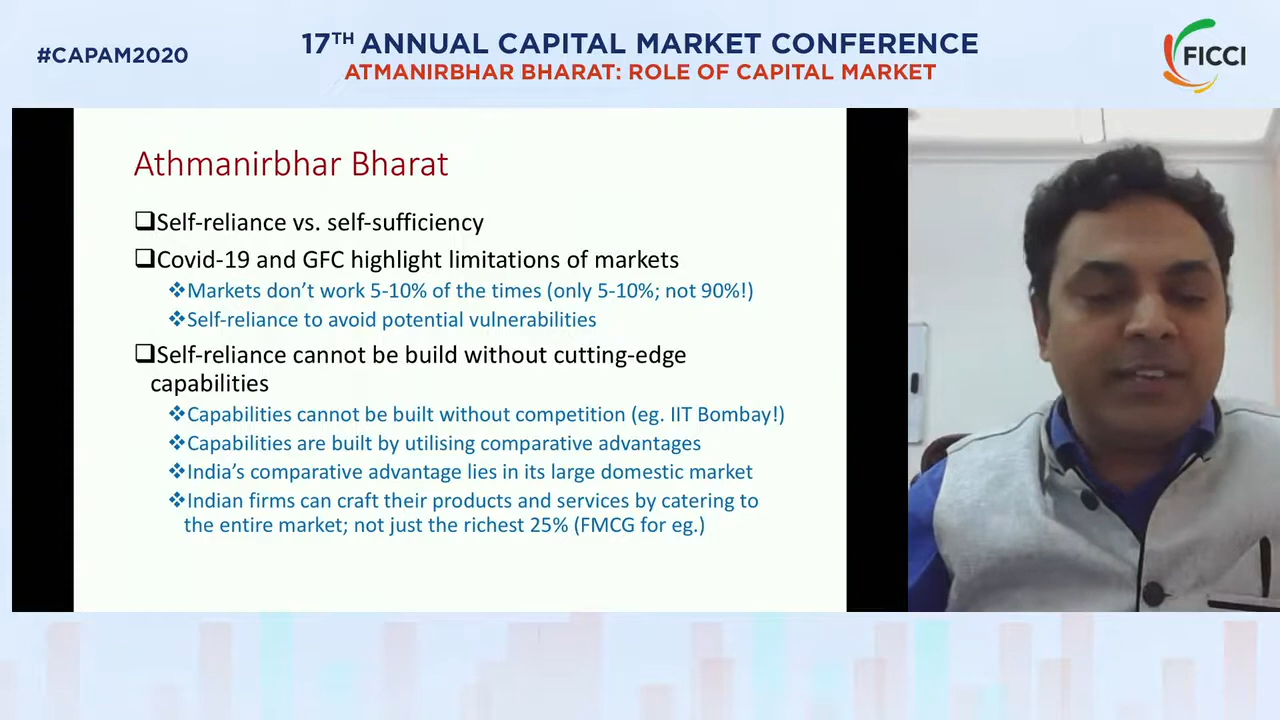 #CAPAM2020
17TH ANNUAL CAPITAL MARKET CONFERENCE
ATMANIRBHAR BHARAT: ROLE OF CAPITAL MARKET
FICCI
Athmanirbhar Bharat
Self-reliance vs. self-sufficiency
Covid-19 and GFC highlight limitations of markets
Markets don't work 5-10% of the times (only 5-10%; not 90%!)
Self-reliance to avoid potential vulnerabilities
Self-reliance cannot be build without cutting-edge
capabilities
Capabilities cannot be built without competition (eg. IIT Bombay!)
Capabilities are built by utilising comparative advantages
India's comparative advantage lies in its large domestic market
Indian firms can craft their products and services by catering to
the entire market; not just the richest 25% (FMCG for eg.)